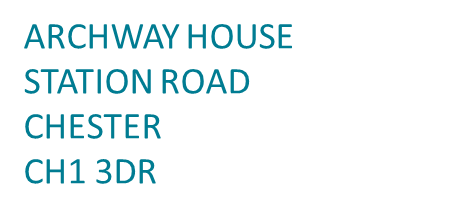 ARCHWAY HOUSE
STATION ROAD
CHESTER
CH1 3DR